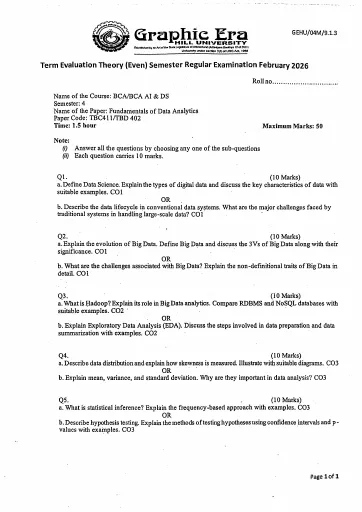 GEHU/04M/9.1.3
Graphic Era
HILL UNIVERSITY
Term Evaluation Theory (Even) Semester Regular Examination February 2026
Roll no..............................
Name of the Course: BCA/BCA AI & DS
Semester: 4
Name of the Paper: Fundamentals of Data Analytics
Paper Code: TBC411/TBD 402
Time: 1.5 hour Maximum Marks: 50
Note:
(i) Answer all the questions by choosing any one of the sub-questions
(ii) Each question carries 10 marks.
Q1. (10 Marks)
a. Define Data Science. Explain the types of digital data and discuss the key characteristics of data with
suitable examples. CO1
OR
b. Describe the data lifecycle in conventional data systems. What are the major challenges faced by
traditional systems in handling large-scale data? CO1
Q2. (10 Marks)
a. Explain the evolution of Big Data. Define Big Data and discuss the 3Vs of Big Data along with their
significance. CO1
OR
b. What are the challenges associated with Big Data? Explain the non-definitional traits of Big Data in
detail. CO1
Q3. (10 Marks)
a. What is Hadoop? Explain its role in Big Data analytics. Compare RDBMS and NoSQL databases with
suitable examples. CO2
OR
b. Explain Exploratory Data Analysis (EDA). Discuss the steps involved in data preparation and data
summarization with examples. CO2
Q4. (10 Marks)
a. Describe data distribution and explain how skewness is measured. Illustrate with suitable diagrams. CO3
OR
b. Explain mean, variance, and standard deviation. Why are they important in data analysis? CO3
Q5. (10 Marks)
a. What is statistical inference? Explain the frequency-based approach with examples. CO3
OR
b. Describe hypothesis testing. Explain the methods of testing hypotheses using confidence intervals and p-
values with examples. CO3
Page 1 of 1